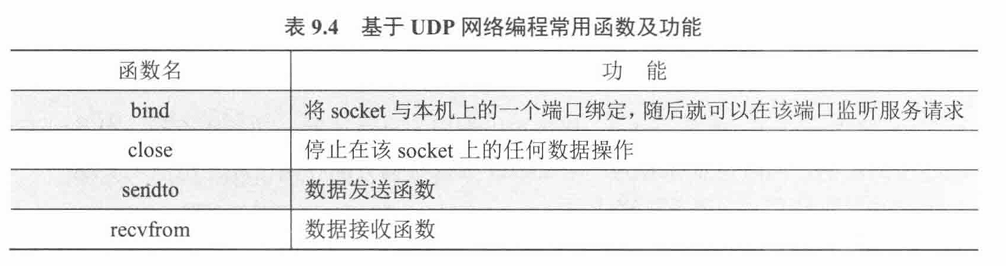 表 9.4 基于 UDP 网络编程常用函数及功能
函数名 功 能
bind 将 socket 与本机上的一个端口绑定，随后就可以在该端口监听服务请求
close 停止在该 socket 上的任何数据操作
sendto 数据发送函数
recvfrom 数据接收函数